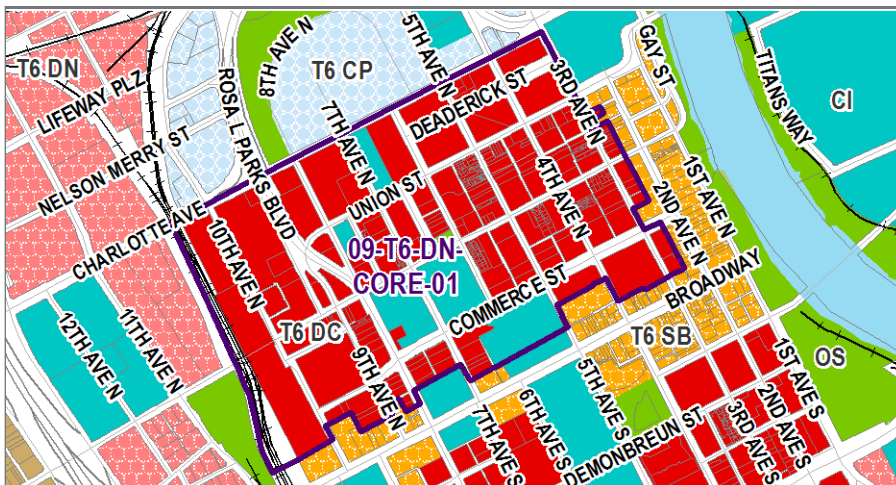 T6 DN
LIFEWAY PLZ
NELSON MERRY ST
CHARLOTTE AVE
ROSA L PARKS BLVD
8TH AVE N
T6 CP
5TH AVE N
7TH AVE N
DEADERICK ST
UNION ST
3RD AVE N
GAY ST
TITANS WAY
CI
4TH AVE N
2ND AVE N
1ST AVE N
09-T6-DN-
CORE-01
10TH AVE N
COMMERCE ST
BROADWAY
T6 DC
T6 SB
OS
12TH AVE N
11TH AVE N
9TH AVE N
7TH AVE S
6TH AVE S
5TH AVE S
DEMONBREUN ST
3RD AVE S
2ND AVE S
1ST AVE S